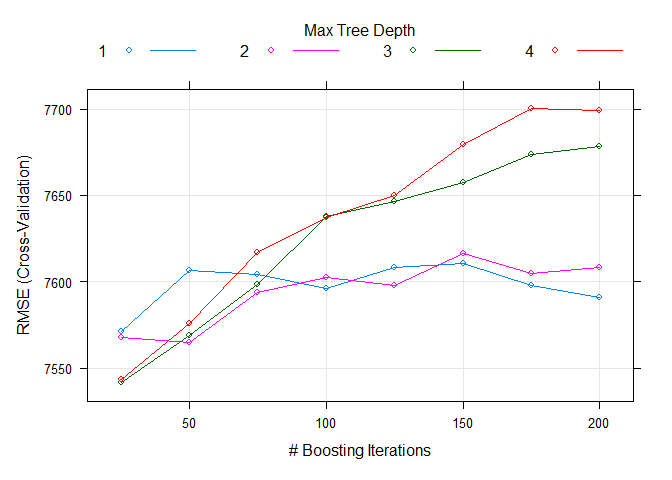 Max Tree Depth
1 2 3 4
7700
7650
7600
7550
RMSE (Cross-Validation)
50 100 150 200
# Boosting Iterations